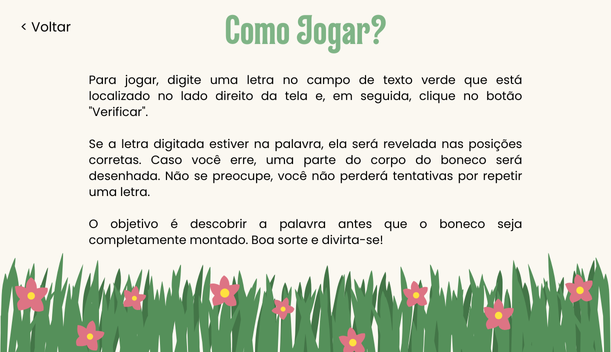 < Voltar
Como Jogar?
Para jogar, digite uma letra no campo de texto verde que está
localizado no lado direito da tela e, em seguida, clique no botão
"Verificar".
Se a letra digitada estiver na palavra, ela será revelada nas posições
corretas. Caso você erre, uma parte do corpo do boneco será
desenhada. Não se preocupe, você não perderá tentativas por repetir
uma letra.
O objetivo é descobrir a palavra antes que o boneco seja
completamente montado. Boa sorte e divirta-se!